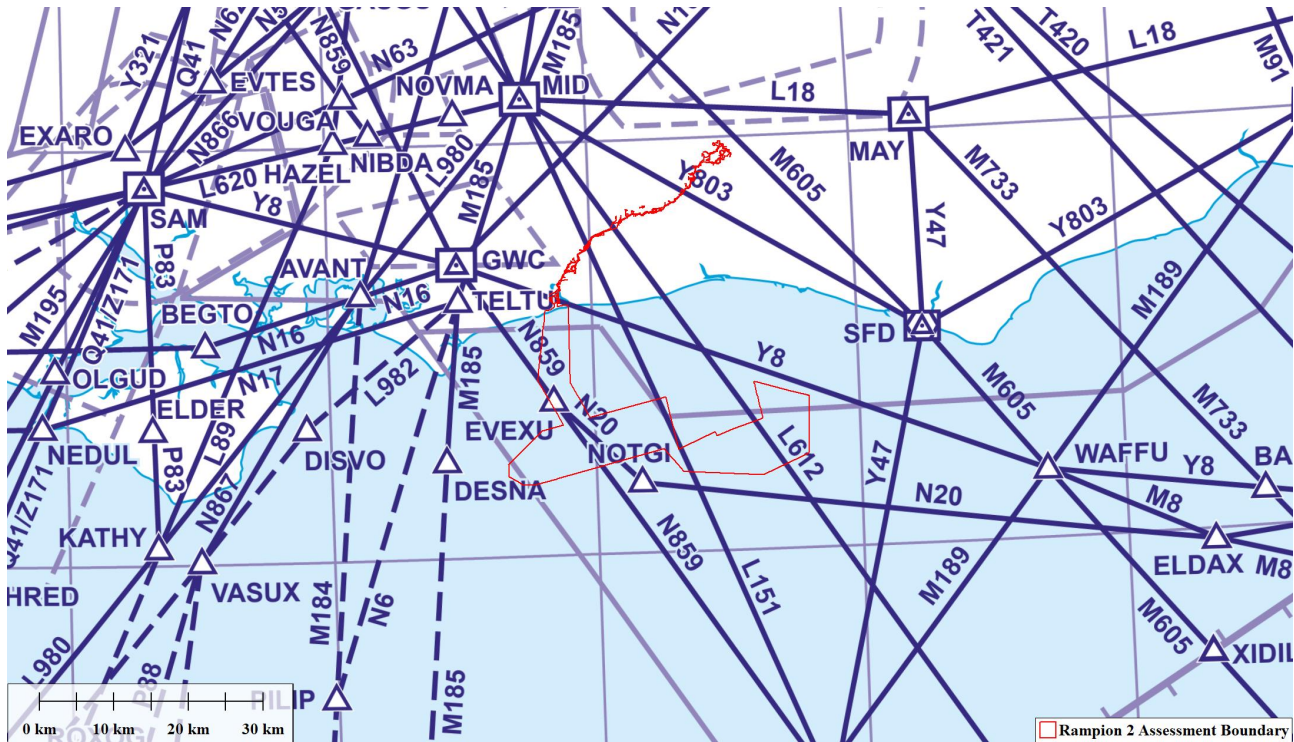 N859
N63
M185
T421
T420
L18
M91
Y321
Q41
EVTES
NOVMA
MID
L18
EXARO
N866
VOUGA
MAY
HAZEL
NIBDA
L980
L620
Y8
M185
Y803
M605
M733
Y803
SAM
P83
Y47
M189
AVANT
GWC
M195
Q41/Z171
BEGTO
N16
TELTU
SFD
N16
N859
Y8
OLGUD
N17
L982
M185
M605
ELDER
N20
M733
NEDUL
P83
L89
DISVO
EVEXU
NOTGI
L612
Y47
WAFFU
Y8
BA
Q41/Z171
N867
DESNA
N20
M8
KATHY
N859
L151
M189
ELDAX
M8
HRED
VASUX
M184
N6
M605
XIDIL
L980
P88
PILIP
M185
0 km
10 km
20 km
30 km
Rampion 2 Assessment Boundary